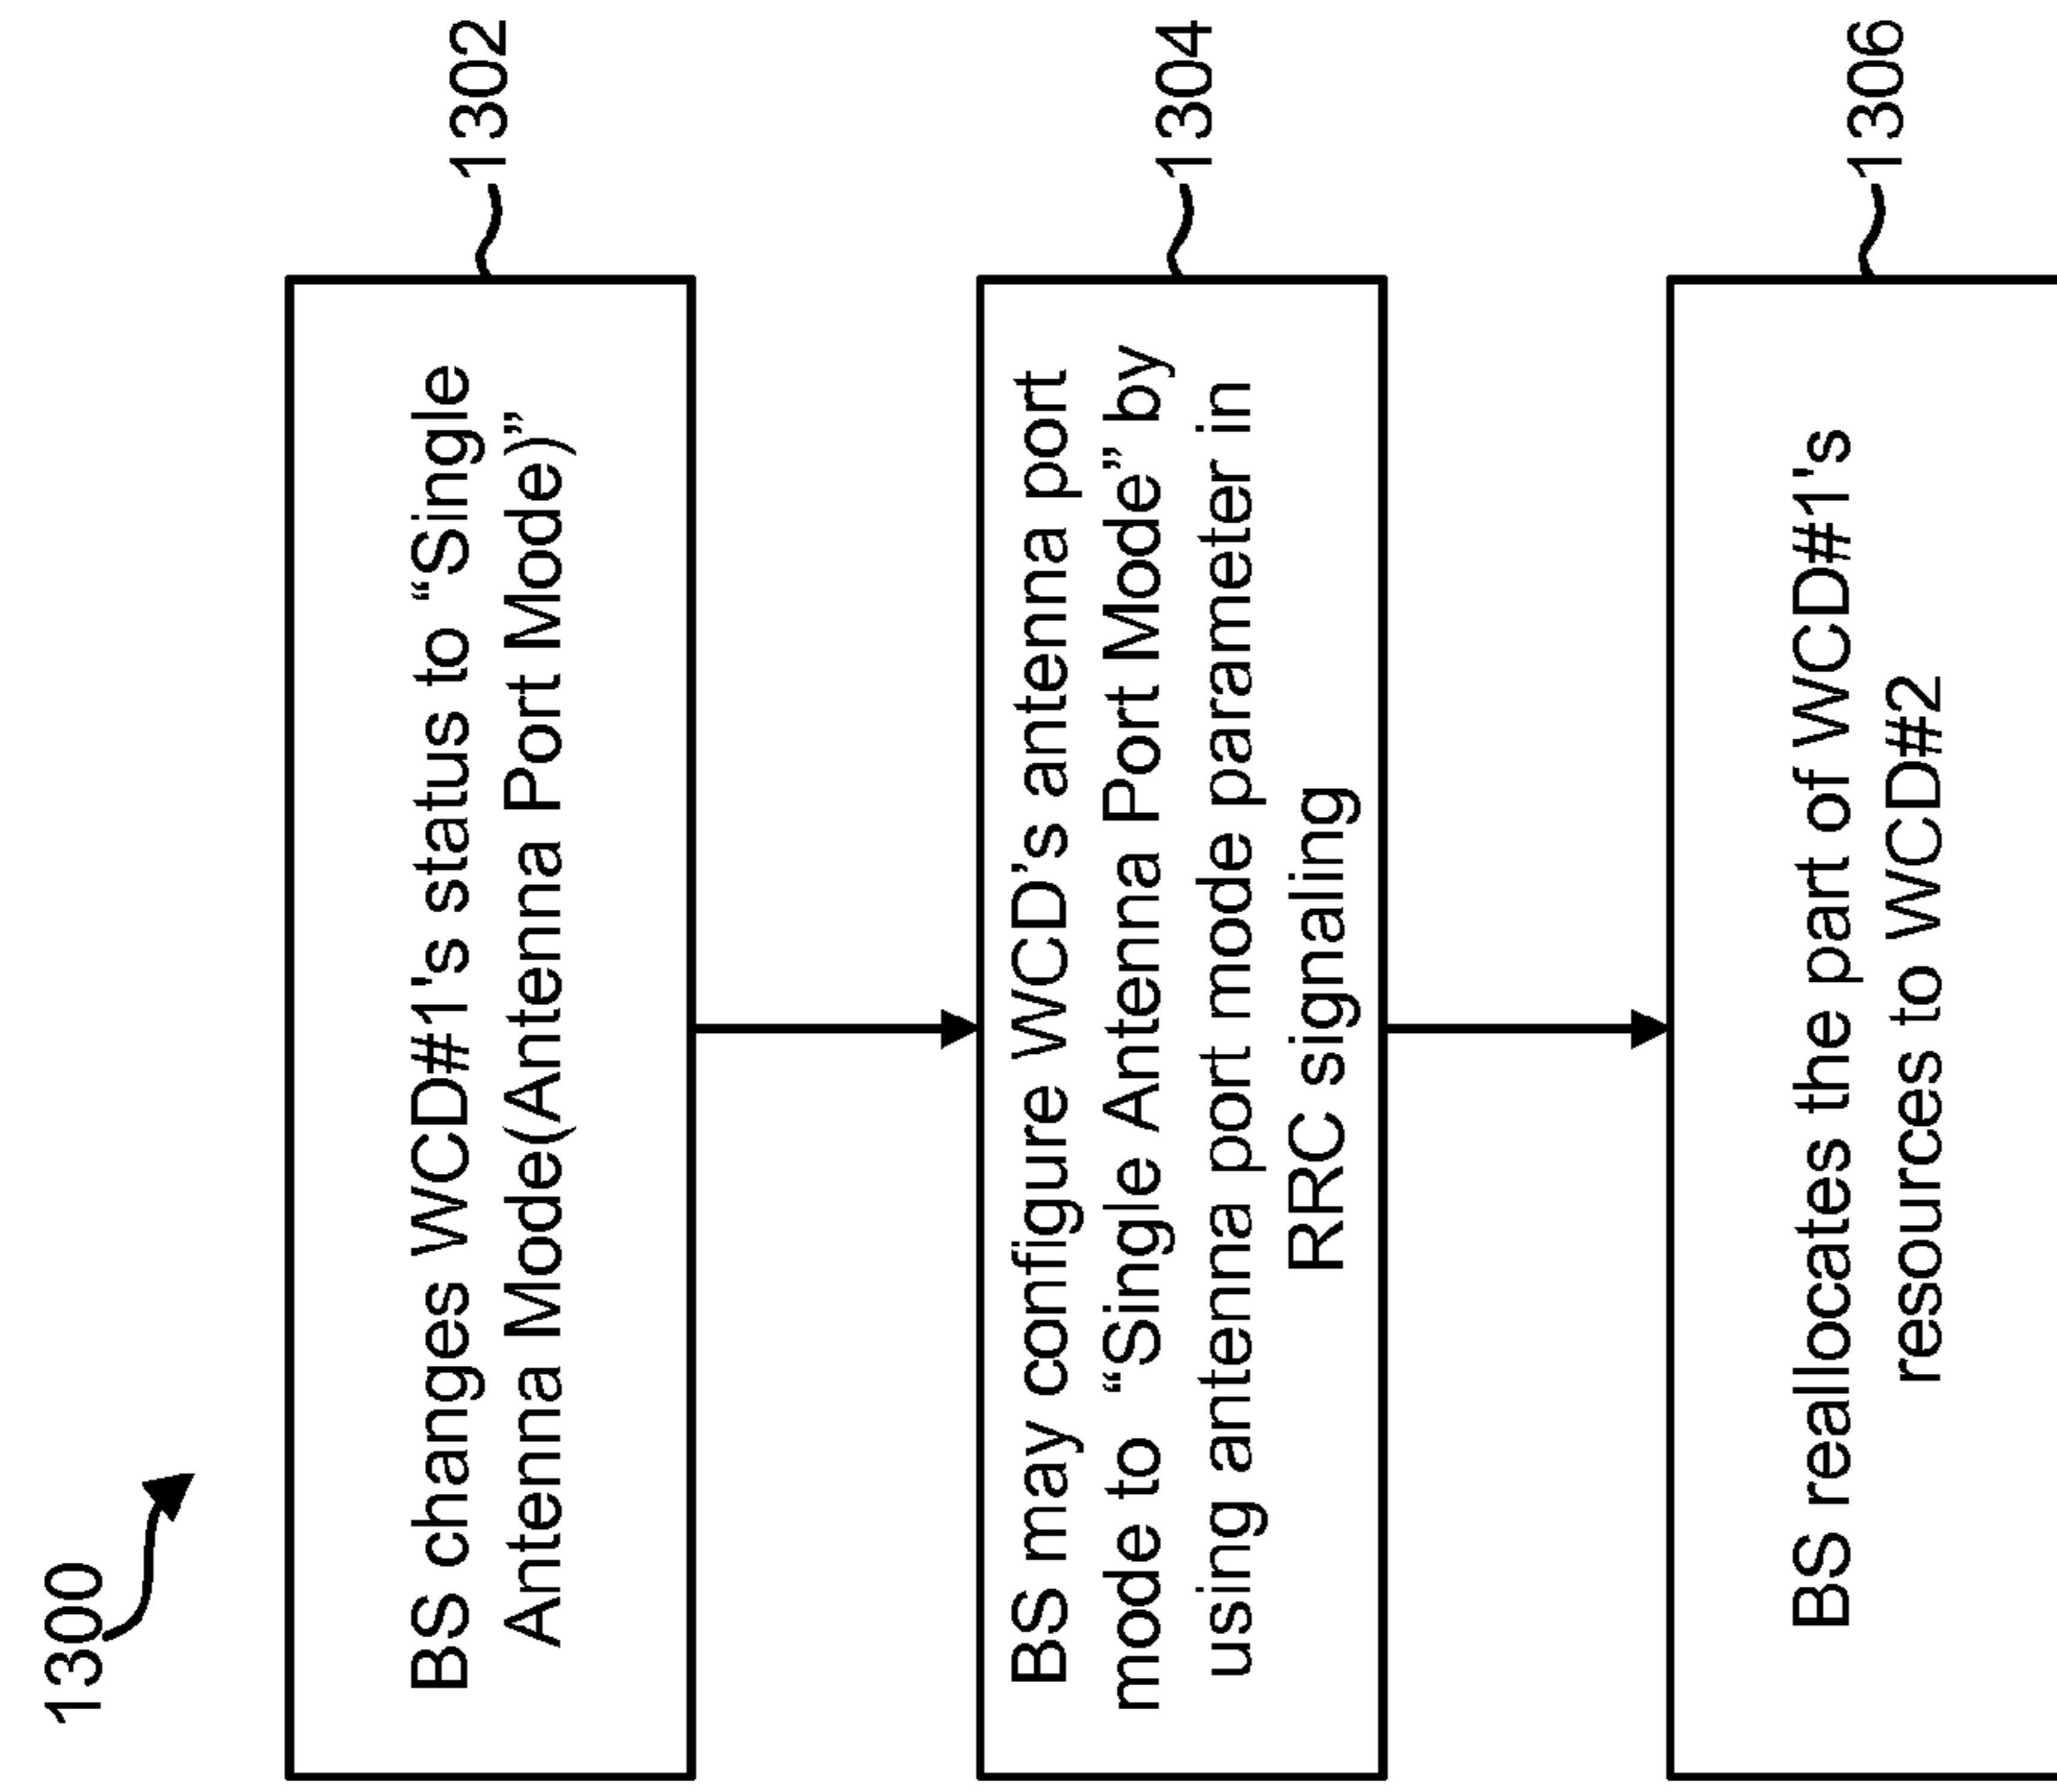 1300
BS changes WCD#1's status to “Single
Antenna Mode(Antenna Port Mode)”
1302
BS may configure WCD’s antenna port
mode to “Single Antenna Port Mode” by
using antenna port mode parameter in
RRC signaling
1304
BS reallocates the part of WCD#1's
resources to WCD#2
1306